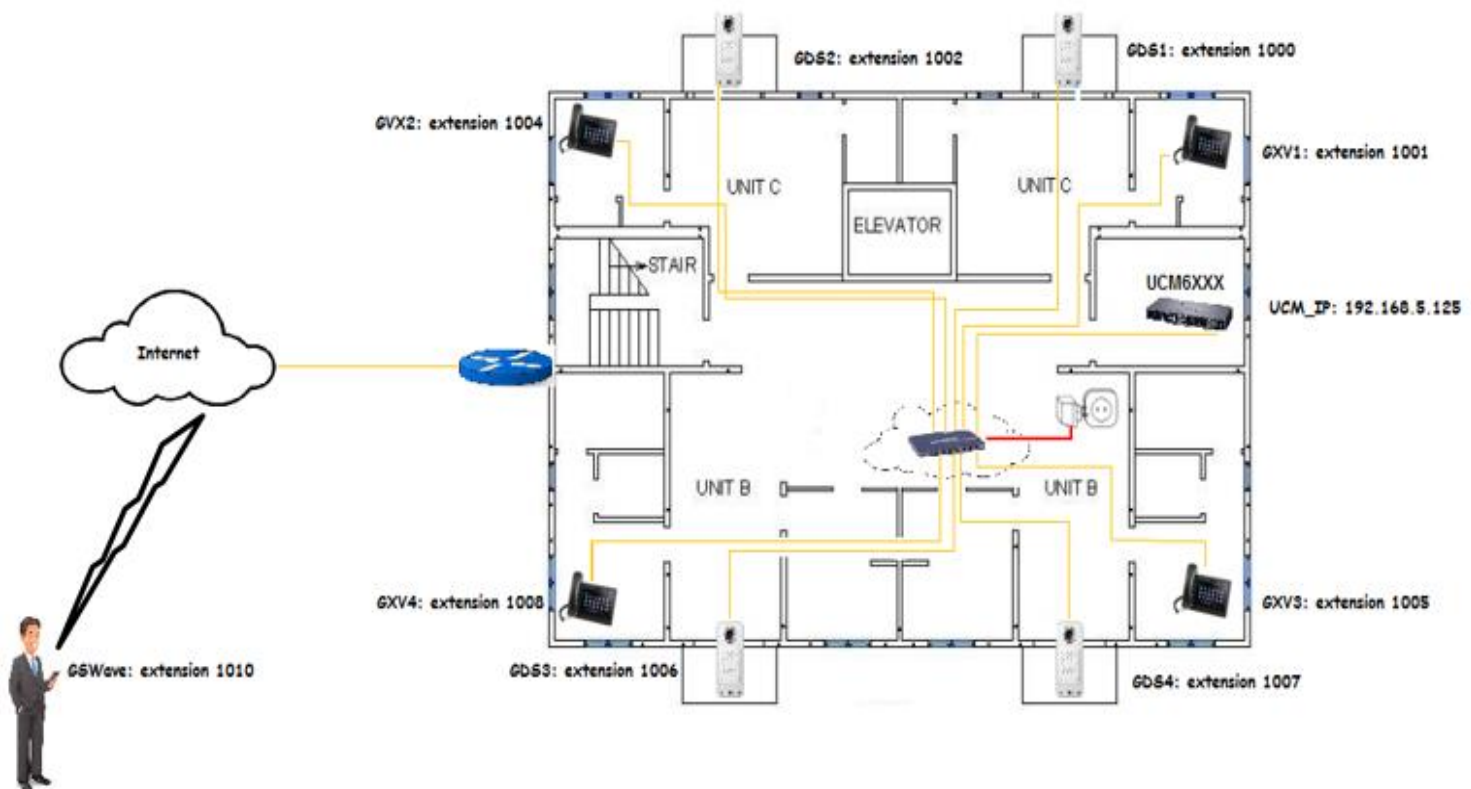 GDS2: extension 1002
GDS1: extension 1000
GVX2: extension 1004
GXV1: extension 1001
UNIT C
UNIT C
ELEVATOR
STAIR
UCM6XXX
UCM_IP: 192.168.5.125
Internet
UNIT B
UNIT B
GXV4: extension 1008
GXV3: extension 1005
GSWave: extension 1010
GDS3: extension 1006
GDS4: extension 1007